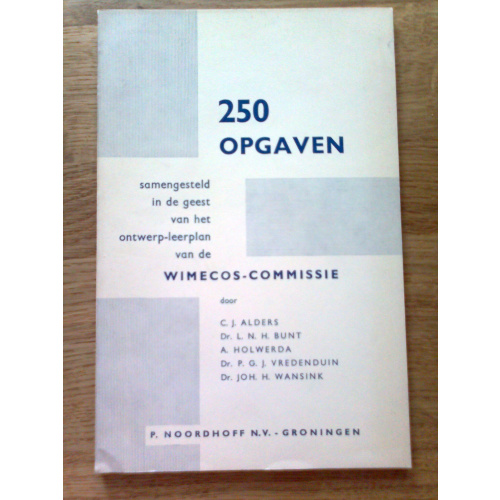 250
OPGAVEN
samengesteld
in de geest
van het
ontwerp-leerplan
van de
WIMECOS-COMMISSIE
door
C. J. ALDERS
Dr. L. N. H. BUNT
A. HOLWERDA
Dr. P. G. J. VREDENDUIN
Dr. JOH. H. WANSINK
P. NOORDHOFF N.V. - GRONINGEN